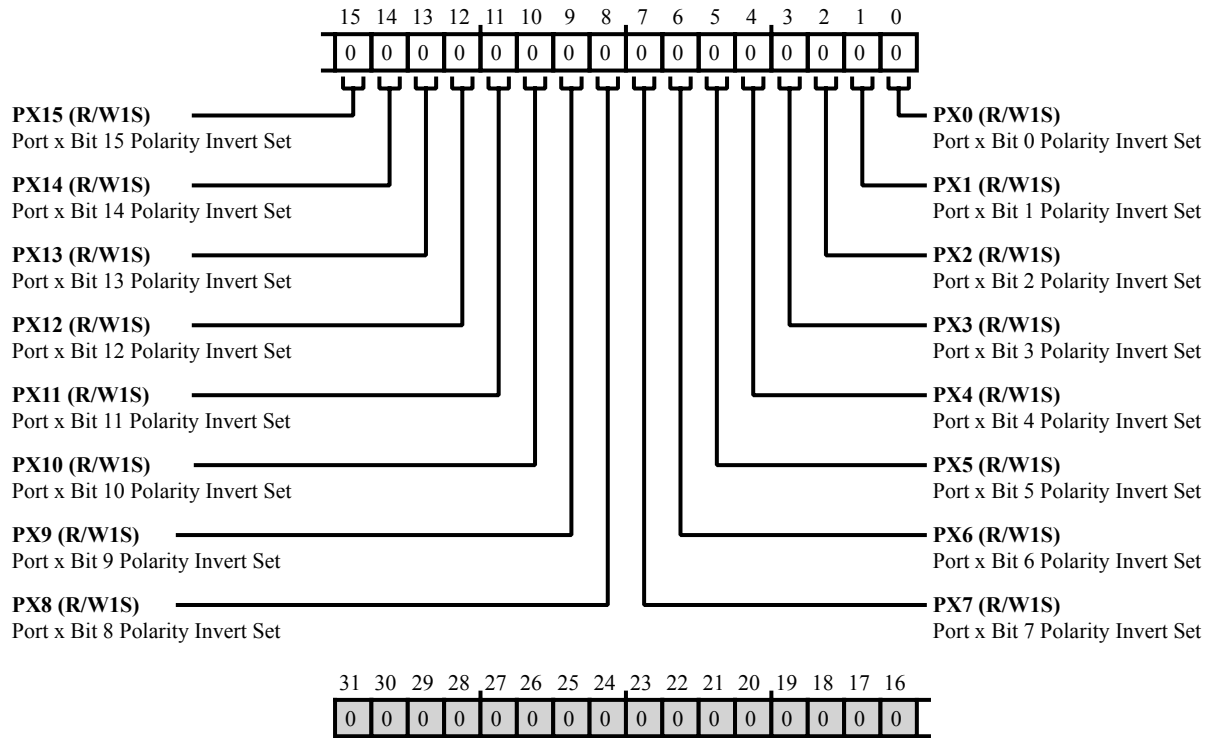 15 14 13 12 11 10 9 8 7 6 5 4 3 2 1 0
0 0 0 0 0 0 0 0 0 0 0 0 0 0 0 0
PX15 (R/W1S)
Port x Bit 15 Polarity Invert Set
PX14 (R/W1S)
Port x Bit 14 Polarity Invert Set
PX13 (R/W1S)
Port x Bit 13 Polarity Invert Set
PX12 (R/W1S)
Port x Bit 12 Polarity Invert Set
PX11 (R/W1S)
Port x Bit 11 Polarity Invert Set
PX10 (R/W1S)
Port x Bit 10 Polarity Invert Set
PX9 (R/W1S)
Port x Bit 9 Polarity Invert Set
PX8 (R/W1S)
Port x Bit 8 Polarity Invert Set
PX0 (R/W1S)
Port x Bit 0 Polarity Invert Set
PX1 (R/W1S)
Port x Bit 1 Polarity Invert Set
PX2 (R/W1S)
Port x Bit 2 Polarity Invert Set
PX3 (R/W1S)
Port x Bit 3 Polarity Invert Set
PX4 (R/W1S)
Port x Bit 4 Polarity Invert Set
PX5 (R/W1S)
Port x Bit 5 Polarity Invert Set
PX6 (R/W1S)
Port x Bit 6 Polarity Invert Set
PX7 (R/W1S)
Port x Bit 7 Polarity Invert Set
31 30 29 28 27 26 25 24 23 22 21 20 19 18 17 16
0 0 0 0 0 0 0 0 0 0 0 0 0 0 0 0